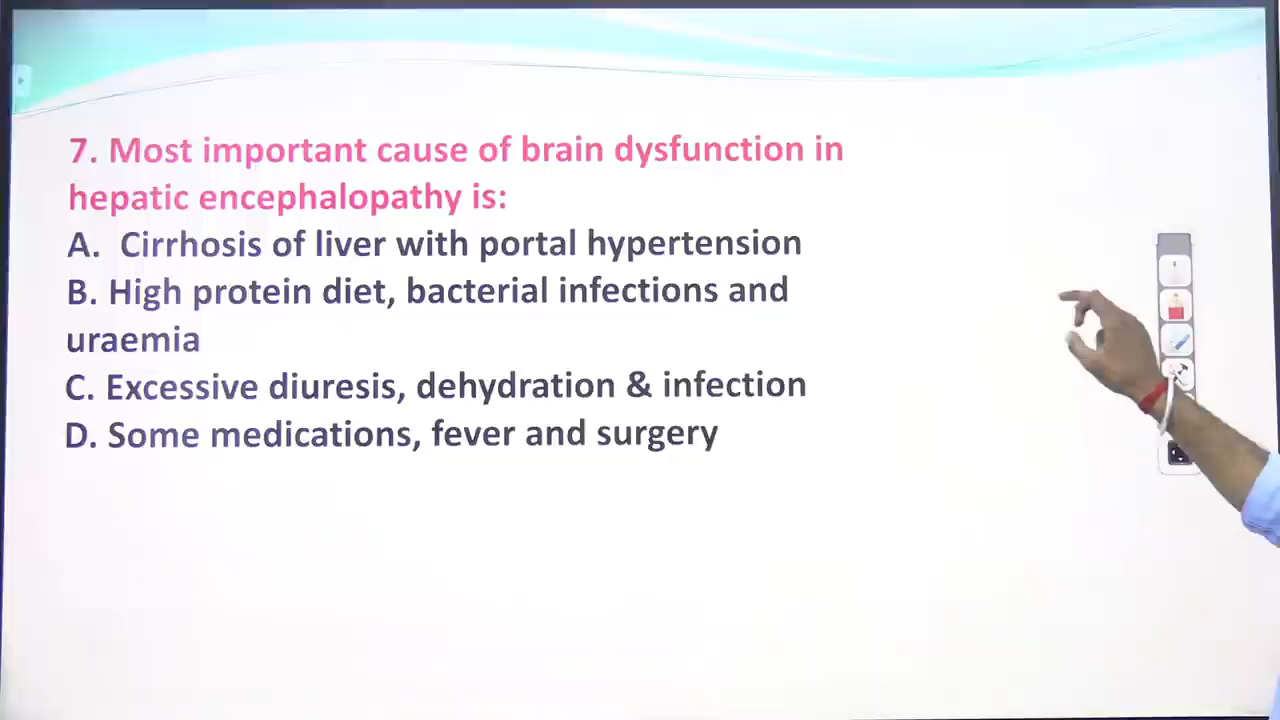 7. Most important cause of brain dysfunction in
hepatic encephalopathy is:
A. Cirrhosis of liver with portal hypertension
B. High protein diet, bacterial infections and
uraemia
C. Excessive diuresis, dehydration & infection
D. Some medications, fever and surgery